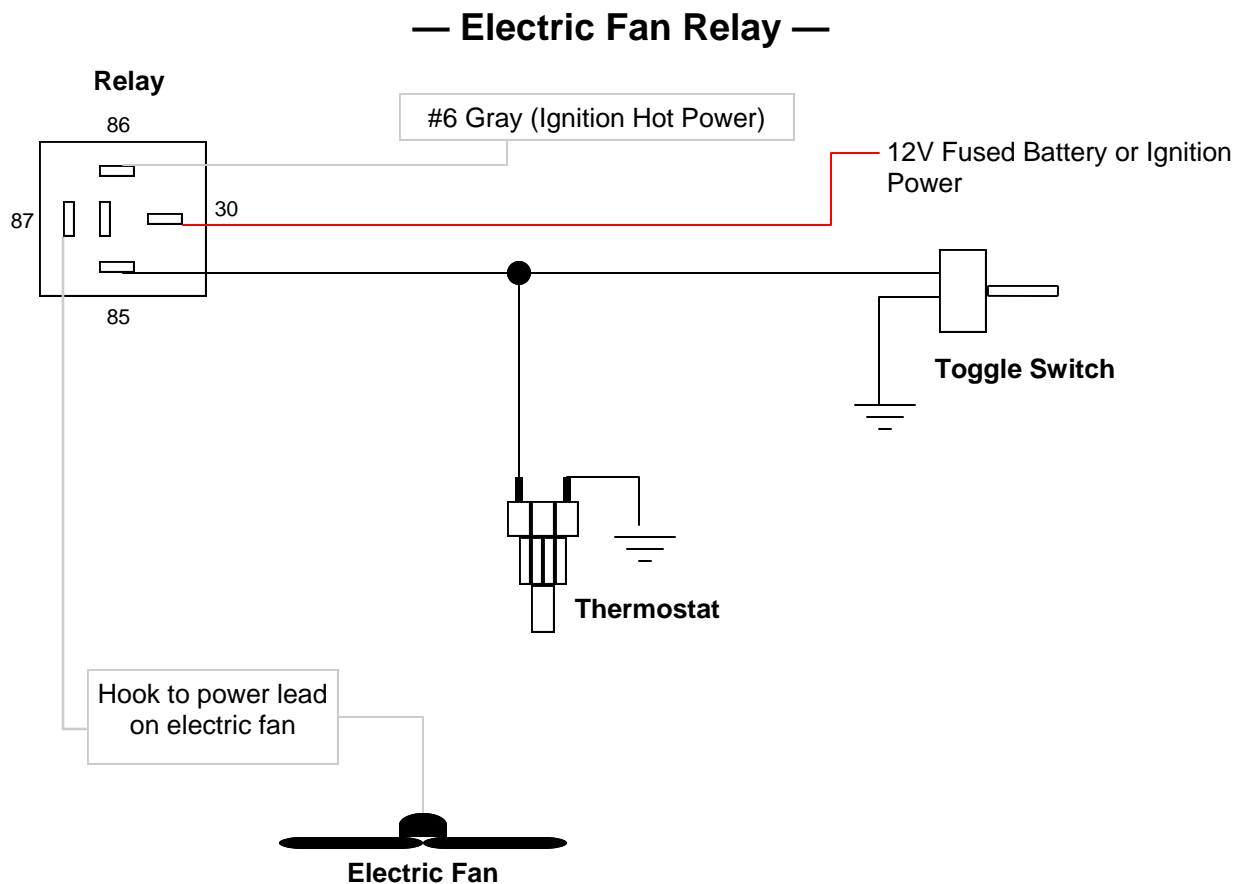 — Electric Fan Relay —
Relay
86
#6 Gray (Ignition Hot Power)
12V Fused Battery or Ignition
Power
87
30
85
Toggle Switch
Thermostat
Hook to power lead
on electric fan
Electric Fan